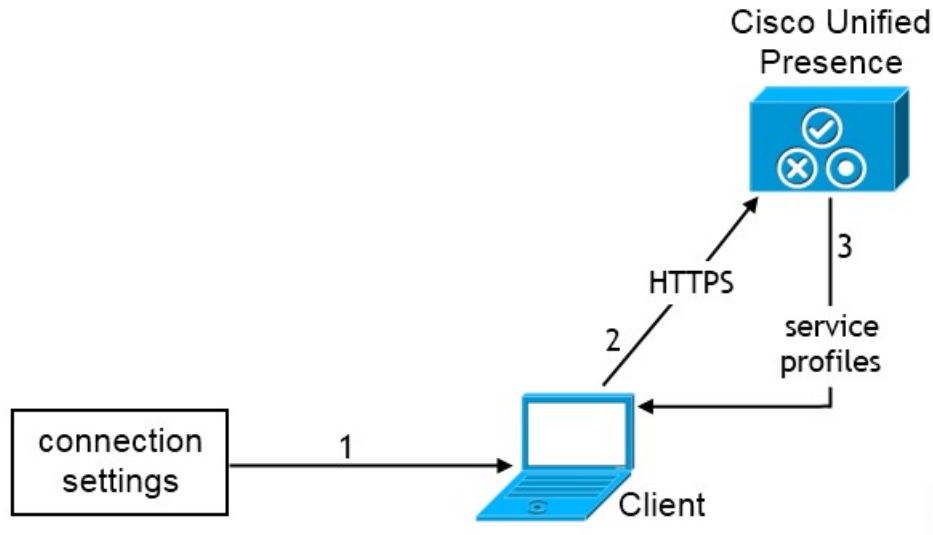 Cisco Unified
Presence
3
HTTPS
service
profiles
2
connection
settings
1
Client